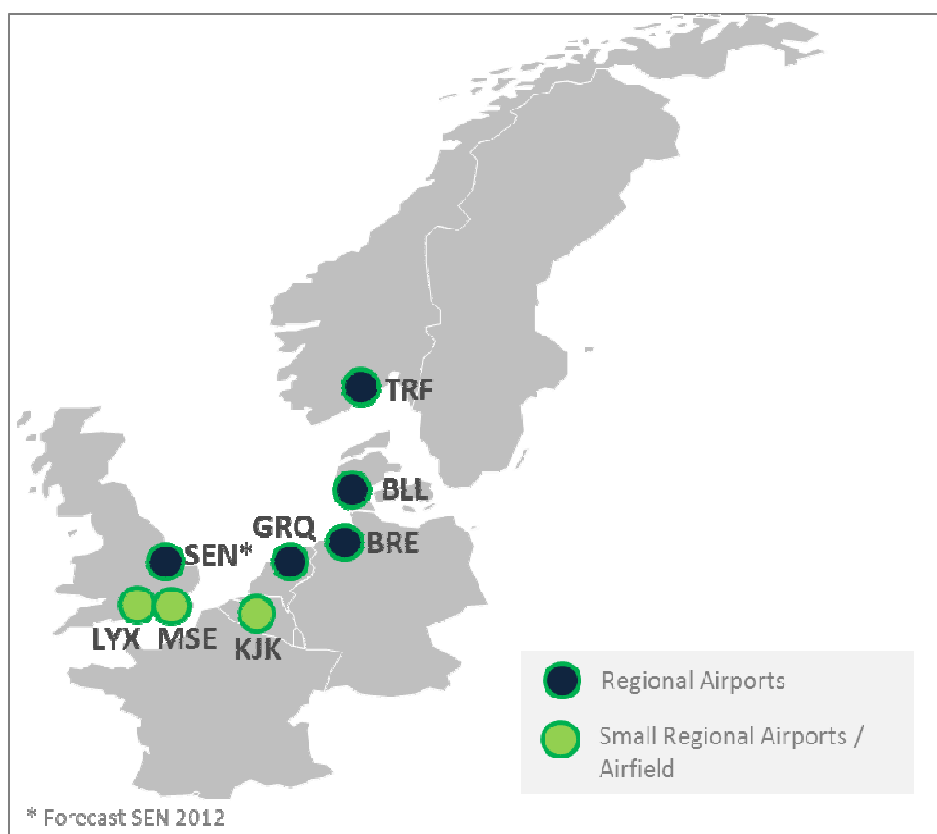 TRF
BLL
GRQ
BRE
SEN*
LYX MSE
KJK
Regional Airports
Small Regional Airports /
Airfield
* Forecast SEN 2012